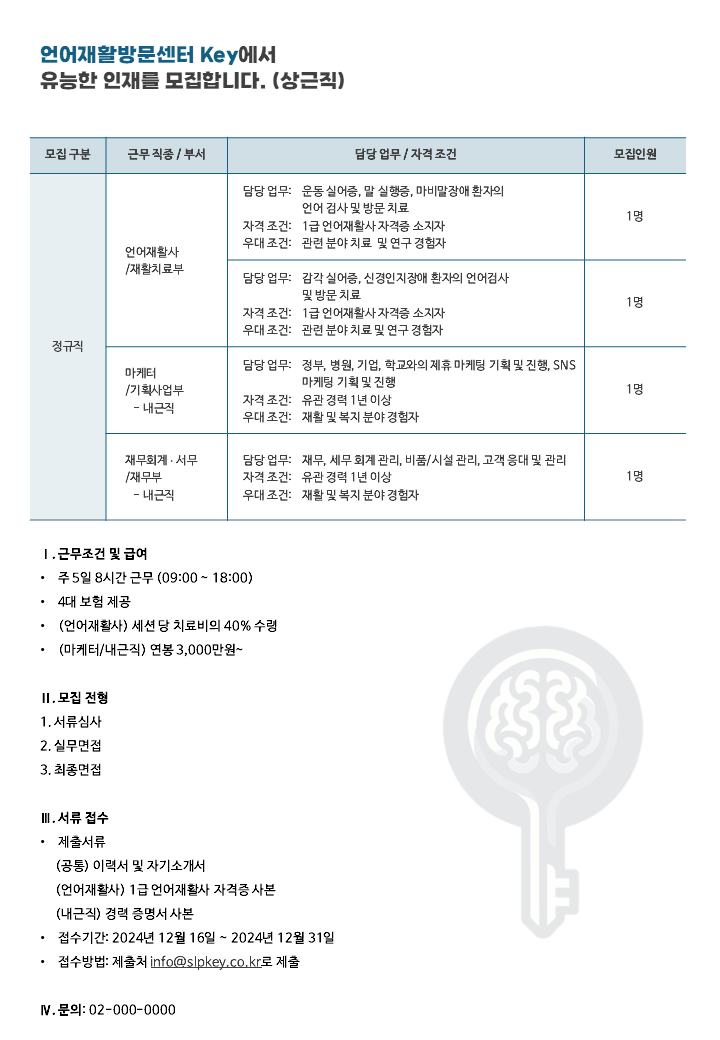 언어재활방문센터 Key에서
유능한 인재를 모집합니다. (상근직)
모집 구분 근무 직종 / 부서 담당 업무 / 자격 조건 모집인원
정규직
언어재활사
/재활치료부
담당 업무: 운동 실어증, 말 실행증, 마비말장애 환자의
언어 검사 및 방문 치료
자격 조건: 1급 언어재활사 자격증 소지자
우대 조건: 관련 분야 치료 및 연구 경험자
1명
담당 업무: 감각 실어증, 신경인지장애 환자의 언어검사
및 방문 치료
자격 조건: 1급 언어재활사 자격증 소지자
우대 조건: 관련 분야 치료 및 연구 경험자
1명
마케터
/기획사업부
- 내근직
담당 업무: 정부, 병원, 기업, 학교와의 제휴 마케팅 기획 및 진행, SNS
마케팅 기획 및 진행
자격 조건: 유관 경력 1년 이상
우대 조건: 재활 및 복지 분야 경험자
1명
재무회계 · 서무
/재무부
- 내근직
담당 업무: 재무, 세무 회계 관리, 비품/시설 관리, 고객 응대 및 관리
자격 조건: 유관 경력 1년 이상
우대 조건: 재활 및 복지 분야 경험자
1명
Ⅰ. 근무조건 및 급여
• 주 5일 8시간 근무 (09:00 ~ 18:00)
• 4대 보험 제공
• (언어재활사) 세션 당 치료비의 40% 수령
• (마케터/내근직) 연봉 3,000만원~
Ⅱ. 모집 전형
1. 서류심사
2. 실무면접
3. 최종면접
Ⅲ. 서류 접수
• 제출서류
(공통) 이력서 및 자기소개서
(언어재활사) 1급 언어재활사 자격증 사본
(내근직) 경력 증명서 사본
• 접수기간: 2024년 12월 16일 ~ 2024년 12월 31일
• 접수방법: 제출처 info@slpkey.co.kr로 제출
Ⅳ. 문의: 02-000-0000